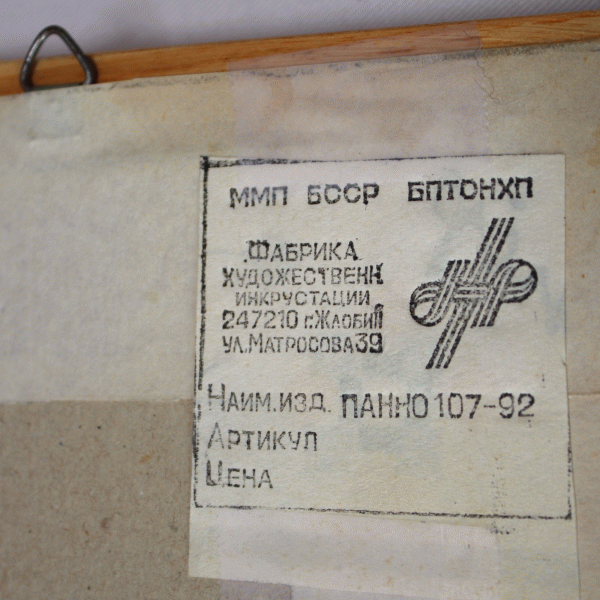 ММП БССР БПТОНХП
ФАБРИКА
ХУДОЖЕСТВЕНН.
ИНКРУСТАЦИИ
247210 г.ЖЛОБИН
УЛ.МАТРОСОВА 39
НАИМ.ИЗД. ПАННО 107-92
АРТИКУЛ
ЦЕНА